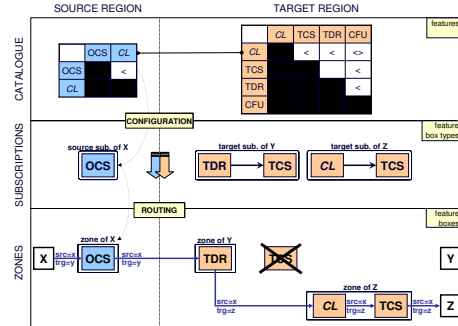 SOURCE REGION
TARGET REGION
features
CATALOGUE
OCS CL
OCS <
CL
CL TCS TDR CFU
CL < < <>
TCS <
TDR <
CFU
CONFIGURATION
SUBSCRIPTIONS
feature
box types
source sub. of X
OCS
target sub. of Y
TDR TCS
target sub. of Z
CL TCS
ROUTING
ZONES
feature
boxes
zone of X
X
src=x
trg=y
OCS
src=x
trg=y
zone of Y
TDR
TCS
Y
src=x
trg=z
zone of Z
CL
src=x
trg=z
TCS
src=x
trg=z
Z